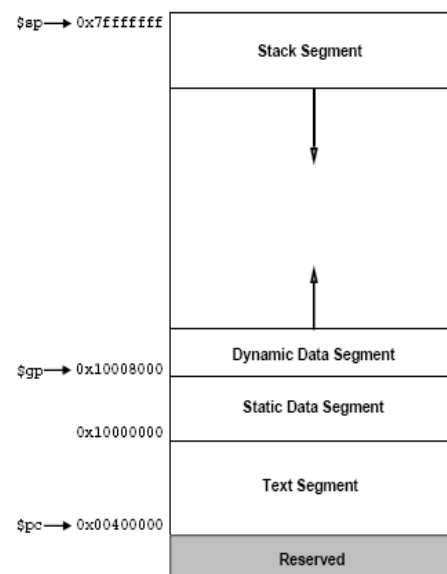 $sp 0x7fffffff
Stack Segment
Dynamic Data Segment
$gp 0x10008000
Static Data Segment
0x10000000
Text Segment
$pc 0x00400000
Reserved